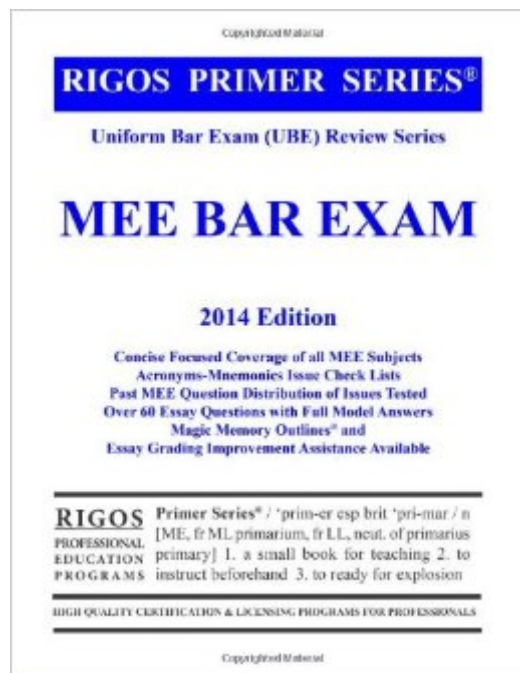 Copyrighted Material
RIGOS PRIMER SERIES®
Uniform Bar Exam (UBE) Review Series
MEE BAR EXAM
2014 Edition
Concise Focused Coverage of all MEE Subjects
Acronyms-Mnemonics Issue Check Lists
Past MEE Question Distribution of Issues Tested
Over 60 Essay Questions with Full Model Answers
Magic Memory Outlines® and
Essay Grading Improvement Assistance Available
RIGOS
PROFESSIONAL
EDUCATION
PROGRAMS
Primer Series® / 'prim-er esp brit 'pri-mar / n
[ME, fr ML primarium, fr LL, neut. of primarius
primary] 1. a small book for teaching 2. to
instruct beforehand 3. to ready for explosion
HIGH QUALITY CERTIFICATION & LICENSING PROGRAMS FOR PROFESSIONALS
Copyrighted Material